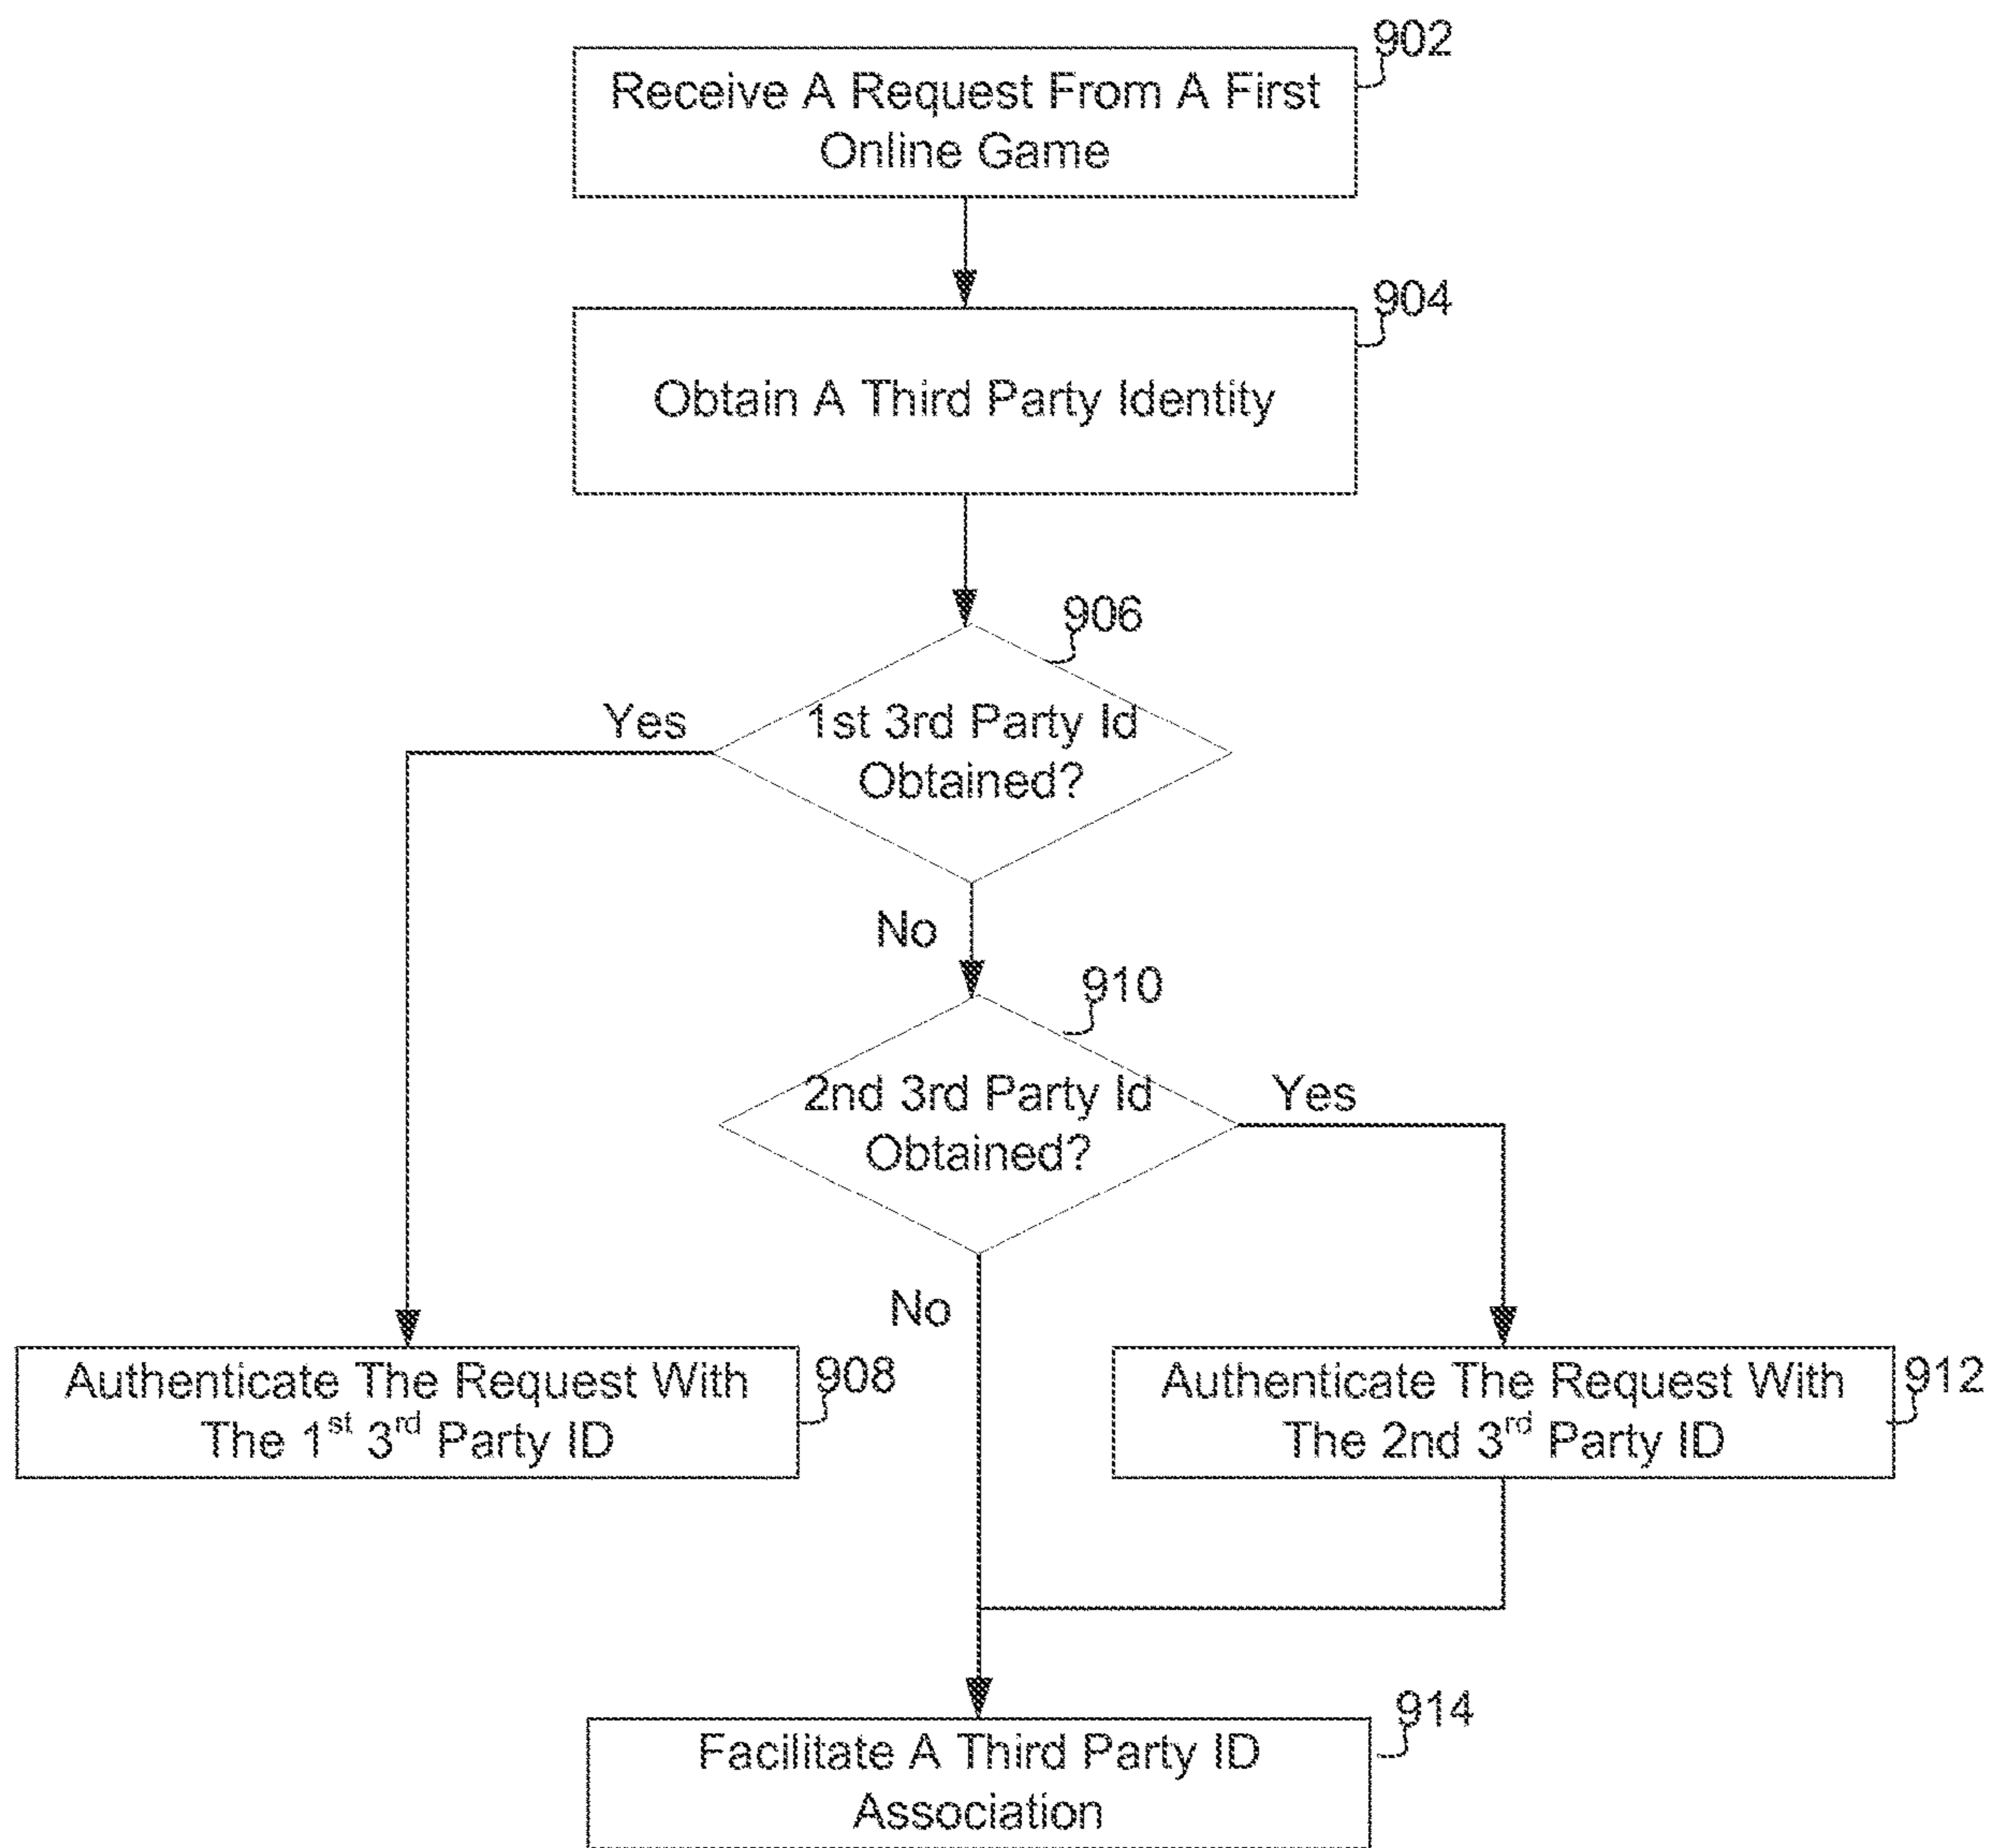 902
Receive A Request From A First
Online Game
904
Obtain A Third Party Identity
906
Yes
1st 3rd Party Id
Obtained?
No
910
2nd 3rd Party Id
Obtained?
Yes
No
Authenticate The Request With
The 1st 3rd Party ID
908
Authenticate The Request With
The 2nd 3rd Party ID
912
914
Facilitate A Third Party ID
Association